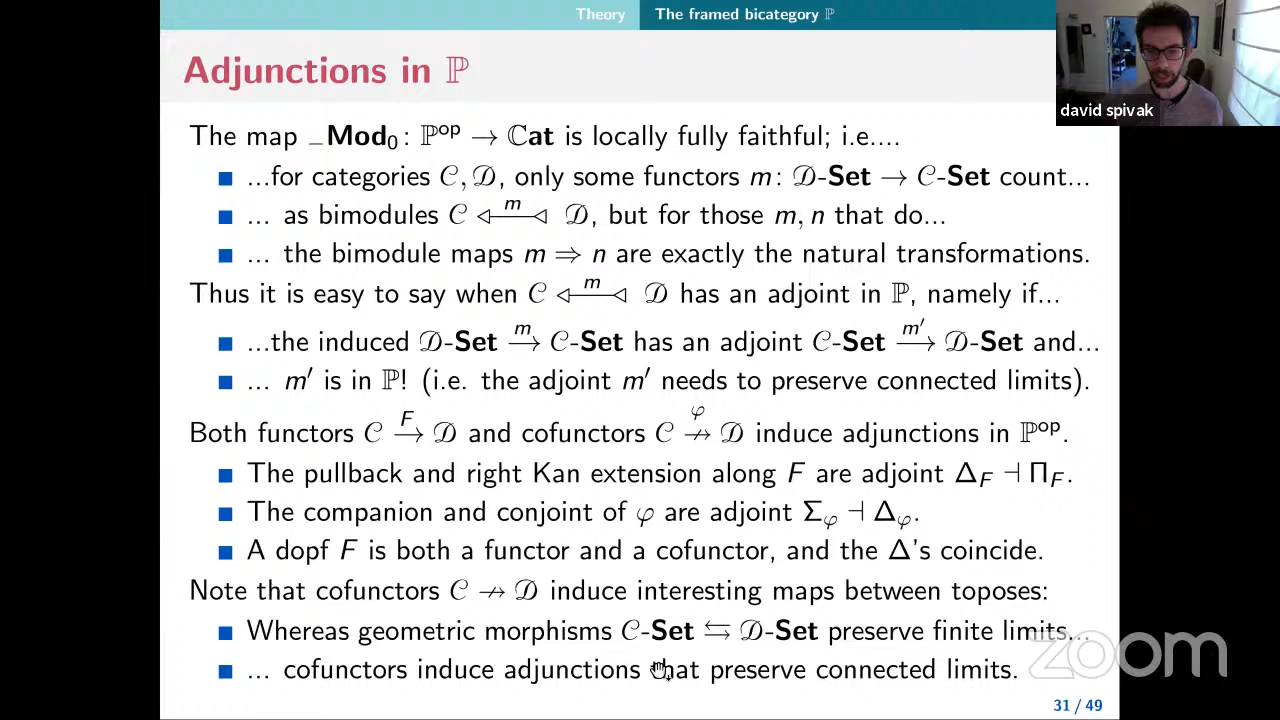 Theory The framed bicategory ℙ
Adjunctions in ℙ
david spivak
The map ₋Mod₀: ℙᵒᵖ → ℂat is locally fully faithful; i.e....
■ ...for categories 𝒞, 𝒟, only some functors m: 𝒟-Set → 𝒞-Set count...
■ ... as bimodules 𝒞 ◁—m—◁ 𝒟, but for those m, n that do...
■ ... the bimodule maps m ⇒ n are exactly the natural transformations.
Thus it is easy to say when 𝒞 ◁—m—◁ 𝒟 has an adjoint in ℙ, namely if...
■ ...the induced 𝒟-Set —m→ 𝒞-Set has an adjoint 𝒞-Set —m′→ 𝒟-Set and...
■ ... m′ is in ℙ! (i.e. the adjoint m′ needs to preserve connected limits).
Both functors 𝒞 —F→ 𝒟 and cofunctors 𝒞 —φ↛ 𝒟 induce adjunctions in ℙᵒᵖ.
■ The pullback and right Kan extension along F are adjoint Δ_F ⊣ Π_F.
■ The companion and conjoint of φ are adjoint Σ_φ ⊣ Δ_φ.
■ A dopf F is both a functor and a cofunctor, and the Δ's coincide.
Note that cofunctors 𝒞 ↛ 𝒟 induce interesting maps between toposes:
■ Whereas geometric morphisms 𝒞-Set ⇆ 𝒟-Set preserve finite limits...
■ ... cofunctors induce adjunctions that preserve connected limits.
zoom
31 / 49